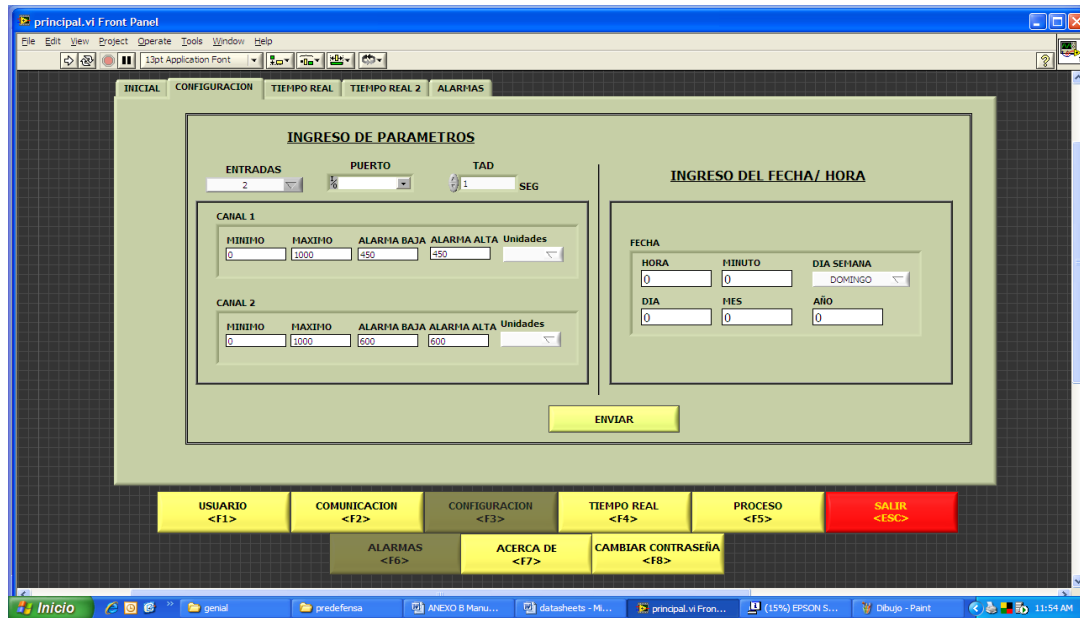 principal.vi Front Panel
File Edit View Project Operate Tools Window Help
13pt Application Font
INICIAL CONFIGURACION TIEMPO REAL TIEMPO REAL 2 ALARMAS
INGRESO DE PARAMETROS
ENTRADAS PUERTO TAD
2 1 SEG
CANAL 1
MINIMO MAXIMO ALARMA BAJA ALARMA ALTA Unidades
0 1000 450 450
CANAL 2
MINIMO MAXIMO ALARMA BAJA ALARMA ALTA Unidades
0 1000 600 600
INGRESO DEL FECHA/ HORA
FECHA
HORA MINUTO DIA SEMANA
0 0 DOMINGO
DIA MES AÑO
0 0 0
ENVIAR
USUARIO COMUNICACION CONFIGURACION TIEMPO REAL PROCESO SALIR
<F1> <F2> <F3> <F4> <F5> <ESC>
ALARMAS ACERCA DE CAMBIAR CONTRASEÑA
<F6> <F7> <F8>
Inicio genial predefensa ANEXO B Manu... datasheets - Mi... principal.vi Fron... (15%) EPSON S... Dibujo - Paint 11:54 AM